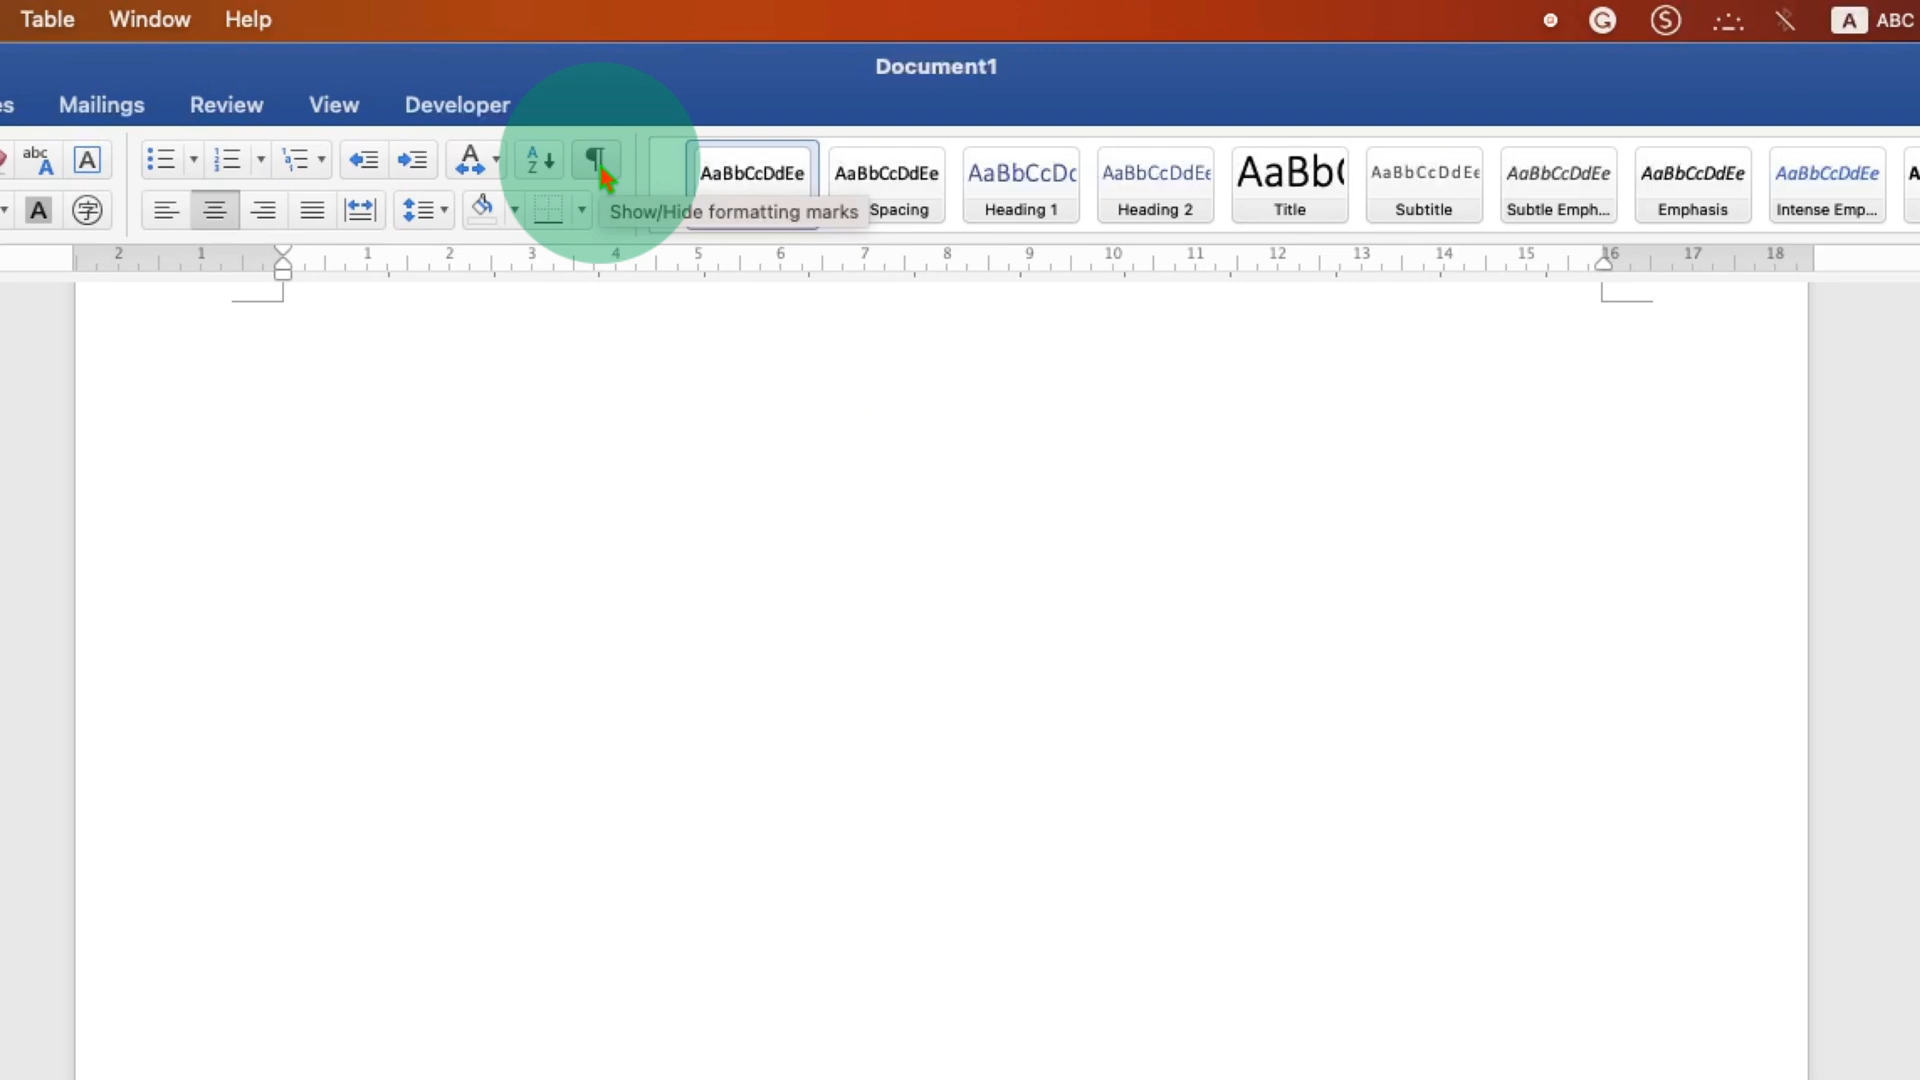 Table Window Help A ABC
Document1
es Mailings Review View Developer
abc A A A A Z ¶ AaBbCcDdEe AaBbCcDdEe AaBbCcDc AaBbCcDdEe AaBb( AaBbCcDdEe AaBbCcDdEe AaBbCcDdEe AaBbCcDdEe A
A 字 Show/Hide formatting marks Spacing Heading 1 Heading 2 Title Subtitle Subtle Emph... Emphasis Intense Emp...
2 1 1 2 3 4 5 6 7 8 9 10 11 12 13 14 15 16 17 18